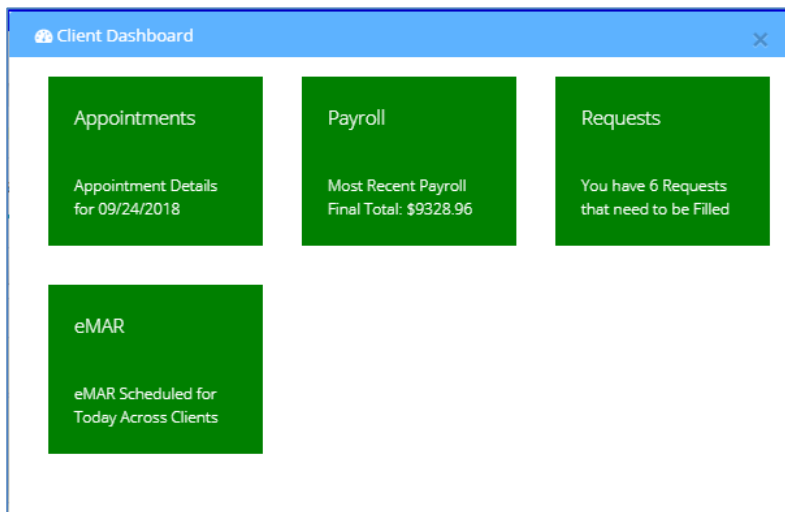 Client Dashboard
×
Appointments
Appointment Details
for 09/24/2018
Payroll
Most Recent Payroll
Final Total: $9328.96
Requests
You have 6 Requests
that need to be Filled
eMAR
eMAR Scheduled for
Today Across Clients